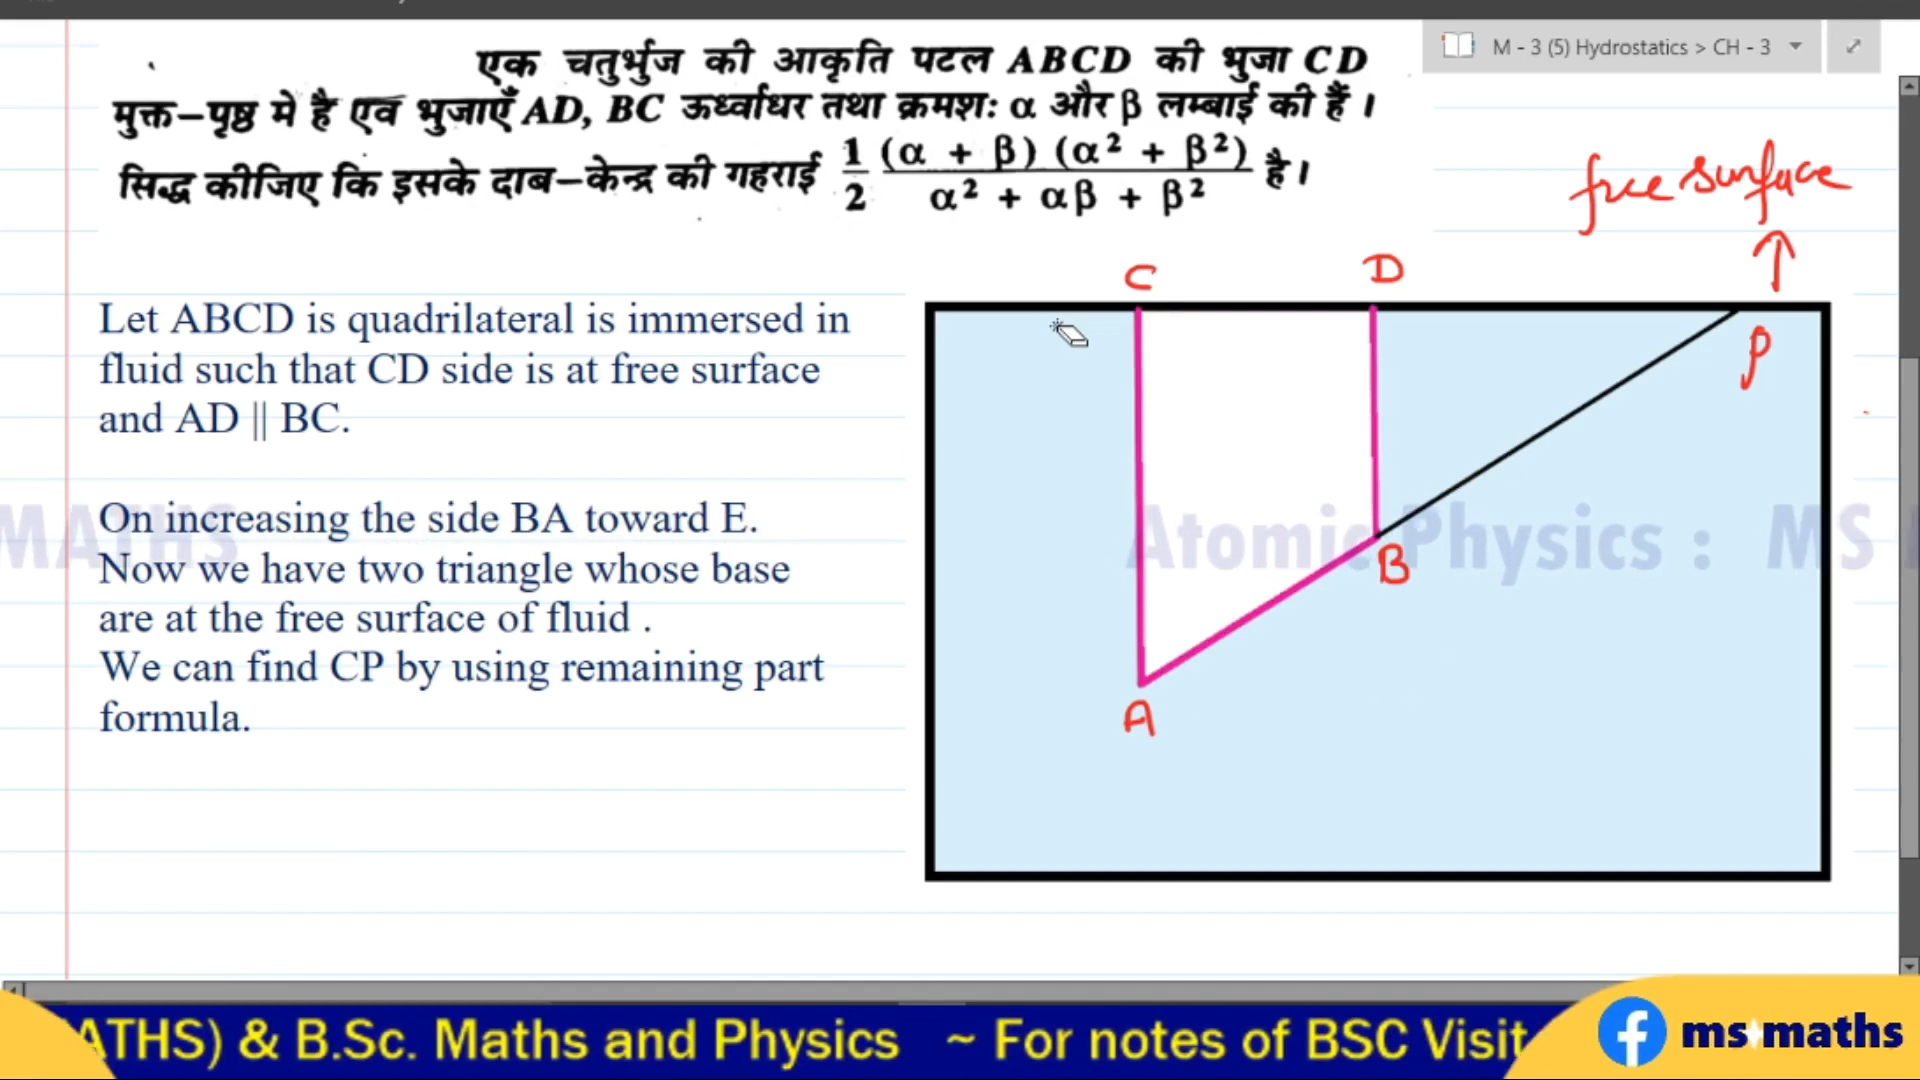 M - 3 (5) Hydrostatics > CH - 3
एक चतुर्भुज की आकृति पटल ABCD की भुजा CD
मुक्त-पृष्ठ मे है एवं भुजाएँ AD, BC ऊर्ध्वाधर तथा क्रमश: α और β लम्बाई की हैं ।
सिद्ध कीजिए कि इसके दाब-केन्द्र की गहराई 1/2 (α + β) (α² + β²) / α² + αβ + β² है ।
free surface
C D
Let ABCD is quadrilateral is immersed in
fluid such that CD side is at free surface
and AD || BC.
P
On increasing the side BA toward E.
Now we have two triangle whose base
are at the free surface of fluid .
We can find CP by using remaining part
formula.
B
A
MATHS
Atomic Physics : MS
ATHS) & B.Sc. Maths and Physics ~ For notes of BSC Visit
ms maths